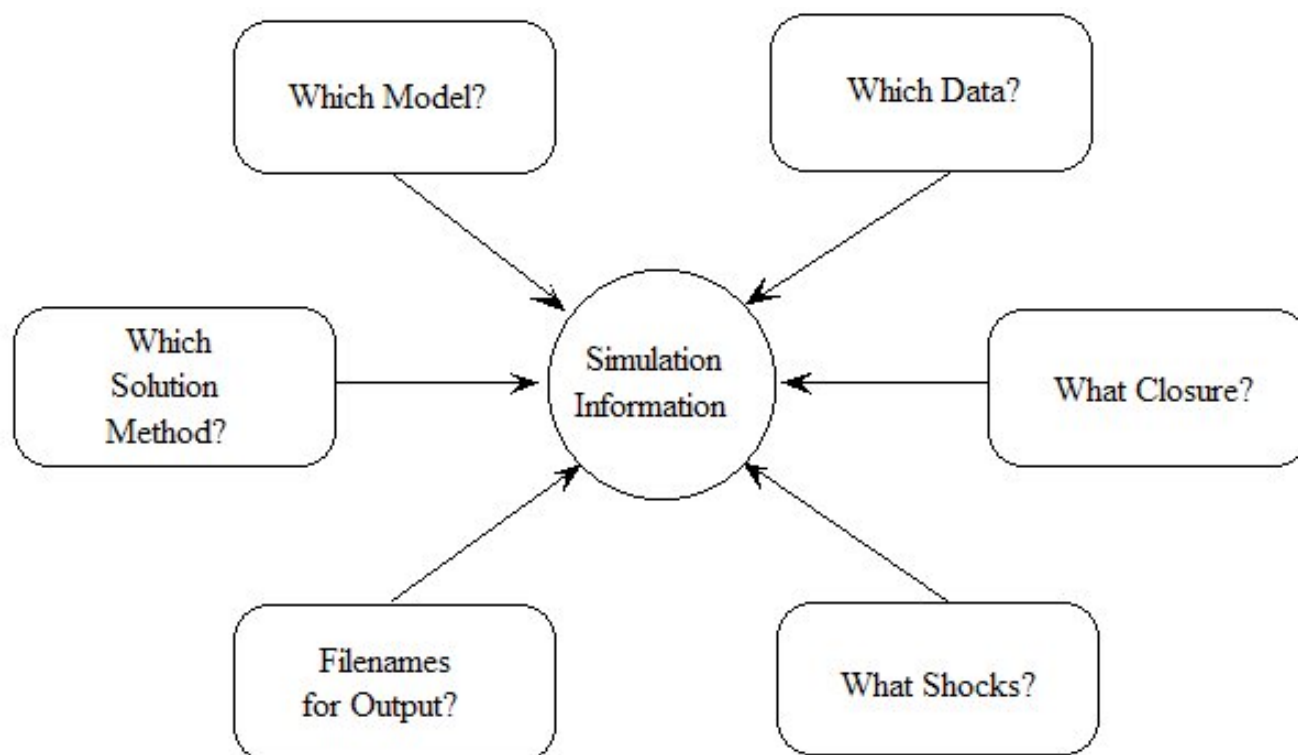 Which Model?
Which Data?
Which
Solution
Method?
Simulation
Information
What Closure?
Filenames
for Output?
What Shocks?